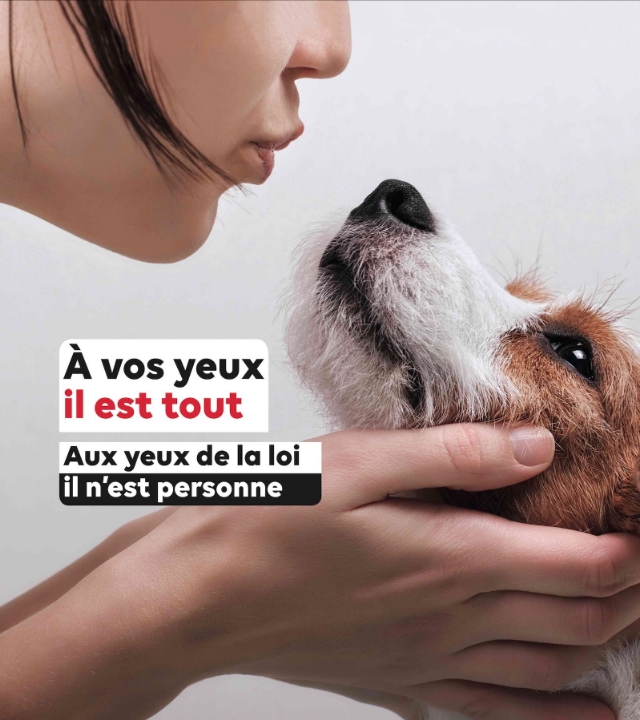 À vos yeux
il est tout
Aux yeux de la loi
il n'est personne